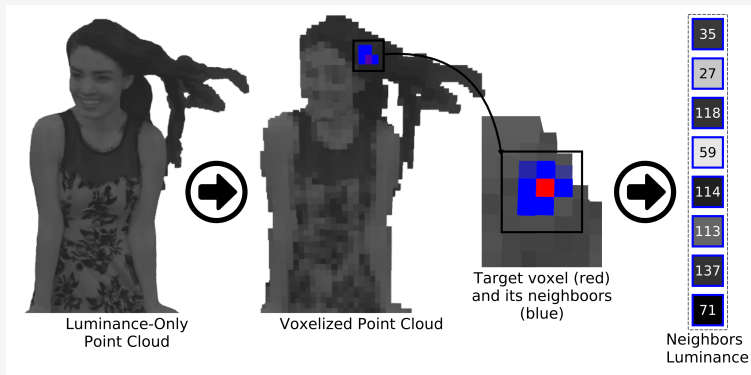 35
27
118
59
114
113
137
71
Luminance-Only
Point Cloud
Voxelized Point Cloud
Target voxel (red)
and its neighboors
(blue)
Neighbors
Luminance